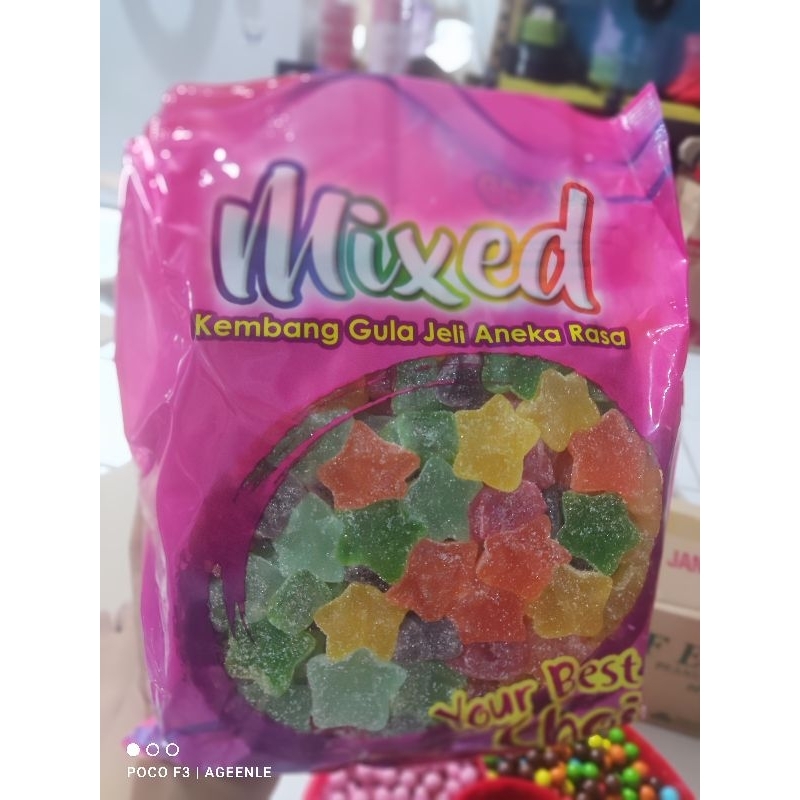 Mixed
Kembang Gula Jeli Aneka Rasa
Your Best
POCO F3 | AGEENLE